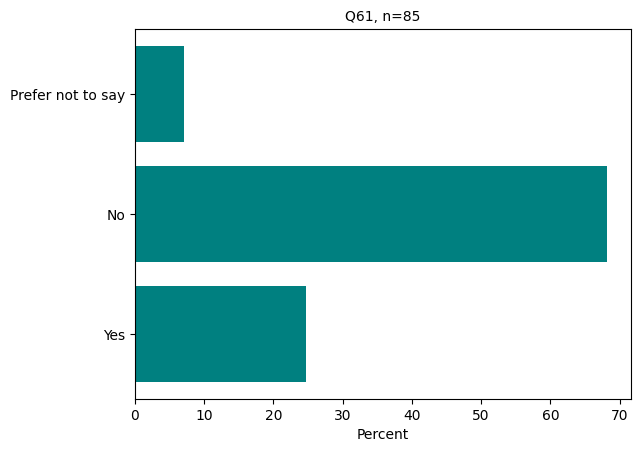 Q61, n=85
Prefer not to say
No
Yes
0 10 20 30 40 50 60 70
Percent